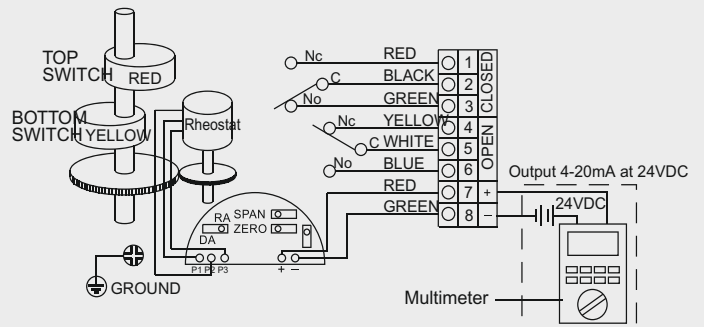 TOP
SWITCH
RED
BOTTOM
SWITCH
YELLOW
Rheostat
GROUND
RA
DA
SPAN
ZERO
P1 P2 P3
+ −
Nc RED 1
C BLACK 2
No GREEN 3
CLOSED
Nc YELLOW 4
C WHITE 5
No BLUE 6
OPEN
RED 7 +
GREEN 8 −
Output 4-20mA at 24VDC
24VDC
Multimeter